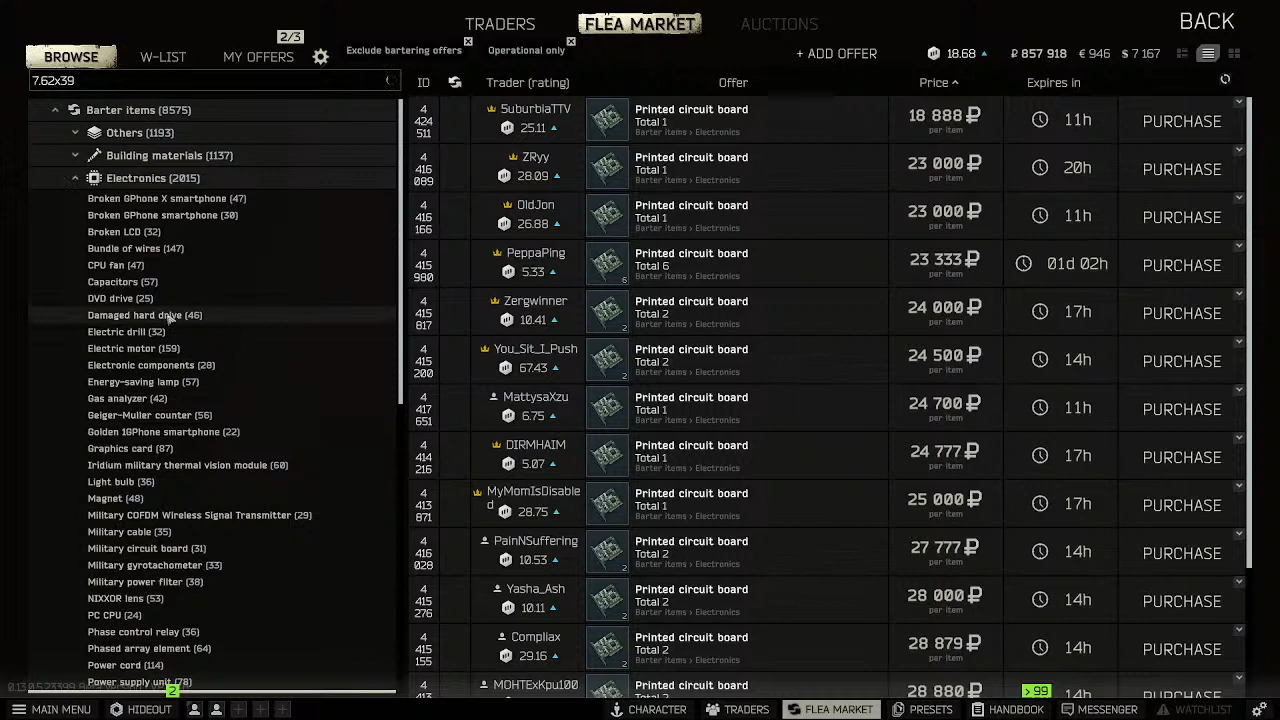 TRADERS FLEA MARKET AUCTIONS BACK
2/3
BROWSE W-LIST MY OFFERS Exclude bartering offers Operational only + ADD OFFER 18.68 ₽ 857 918 € 946 $ 7 167
7.62x39
ID Trader (rating) Offer Price Expires in
Barter items (8575)
Others (1193)
Building materials (1137)
Electronics (2015)
Broken GPhone X smartphone (47)
Broken GPhone smartphone (30)
Broken LCD (32)
Bundle of wires (147)
CPU fan (47)
Capacitors (57)
DVD drive (25)
Damaged hard drive (46)
Electric drill (32)
Electric motor (159)
Electronic components (28)
Energy-saving lamp (57)
Gas analyzer (42)
Geiger-Muller counter (56)
Golden 1GPhone smartphone (22)
Graphics card (87)
Iridium military thermal vision module (60)
Light bulb (36)
Magnet (48)
Military COFDM Wireless Signal Transmitter (29)
Military cable (35)
Military circuit board (31)
Military gyrotachometer (33)
Military power filter (38)
NIXXOR lens (53)
PC CPU (24)
Phase control relay (36)
Phased array element (64)
Power cord (114)
Power supply unit (78)
4 424 511 5uburbiaTTV 25.11 Printed circuit board Total 1 Barter items › Electronics 18 888 ₽ per item 11h PURCHASE
4 416 089 ZRyy 28.09 Printed circuit board Total 1 Barter items › Electronics 23 000 ₽ per item 20h PURCHASE
4 416 166 OldJon 26.88 Printed circuit board Total 1 Barter items › Electronics 23 000 ₽ per item 11h PURCHASE
4 415 980 PeppaPlng 5.33 6 Printed circuit board Total 6 Barter items › Electronics 23 333 ₽ per item 01d 02h PURCHASE
4 415 817 Zergwinner 10.41 2 Printed circuit board Total 2 Barter items › Electronics 24 000 ₽ per item 17h PURCHASE
4 415 200 You_Sit_I_Push 67.43 2 Printed circuit board Total 2 Barter items › Electronics 24 500 ₽ per item 14h PURCHASE
4 417 651 MattysaXzu 6.75 Printed circuit board Total 1 Barter items › Electronics 24 700 ₽ per item 11h PURCHASE
4 414 216 DIRMHAIM 5.07 Printed circuit board Total 1 Barter items › Electronics 24 777 ₽ per item 17h PURCHASE
4 413 871 MyMomIsDisabled 28.75 Printed circuit board Total 1 Barter items › Electronics 25 000 ₽ per item 17h PURCHASE
4 416 028 PainNSuffering 10.53 2 Printed circuit board Total 2 Barter items › Electronics 27 777 ₽ per item 14h PURCHASE
4 415 276 Yasha_Ash 10.11 2 Printed circuit board Total 2 Barter items › Electronics 28 000 ₽ per item 14h PURCHASE
4 415 155 Compliax 29.16 2 Printed circuit board Total 2 Barter items › Electronics 28 879 ₽ per item 14h PURCHASE
4 413 MOHTExKpu100 Printed circuit board 28 880 ₽ 14h PURCHASE
2 >99
MAIN MENU HIDEOUT CHARACTER TRADERS FLEA MARKET PRESETS HANDBOOK MESSENGER WATCHLIST